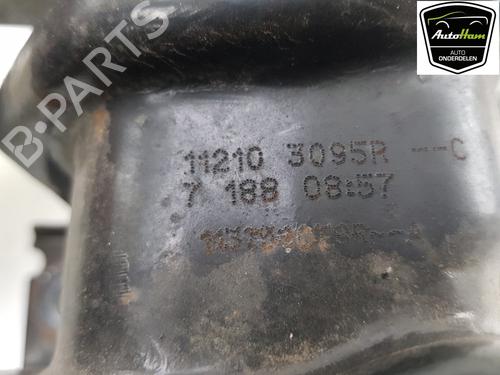 AutoHam
AUTO
ONDERDELEN
B-PARTS
11210 3095R --C
7 188 08:57